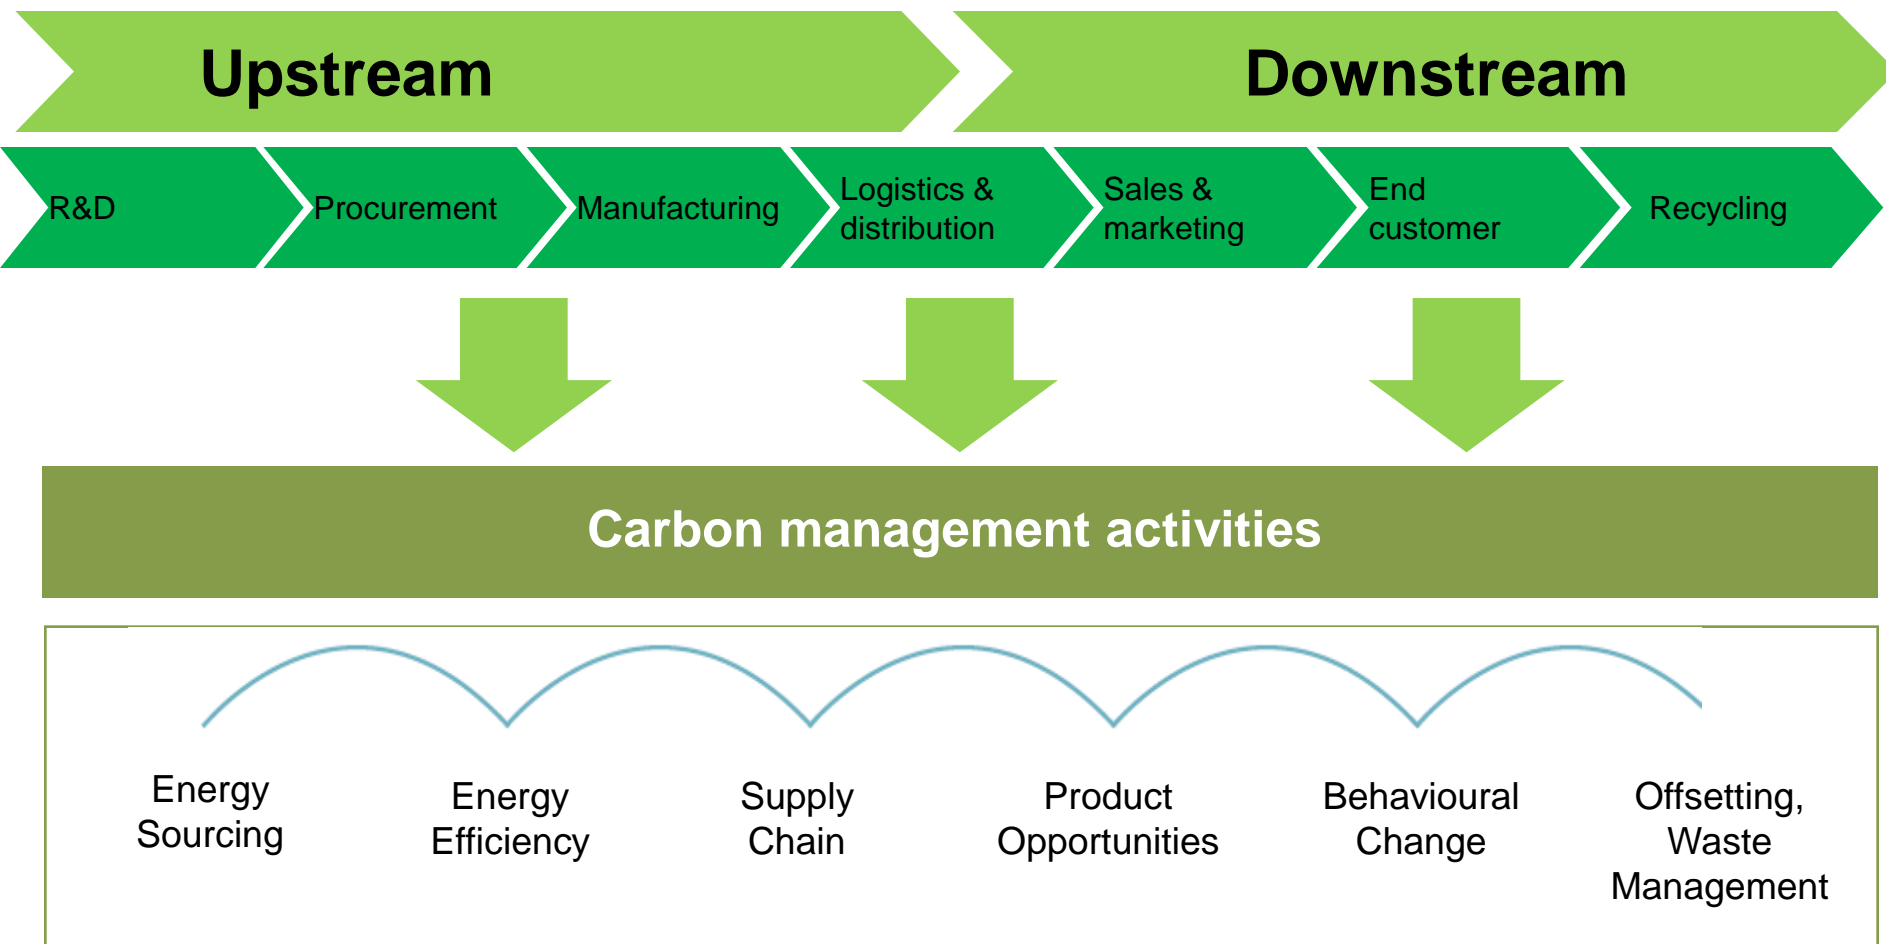 Upstream
Downstream
R&D
Procurement
Manufacturing
Logistics &
distribution
Sales &
marketing
End
customer
Recycling
Carbon management activities
Energy
Sourcing
Energy
Efficiency
Supply
Chain
Product
Opportunities
Behavioural
Change
Offsetting,
Waste
Management